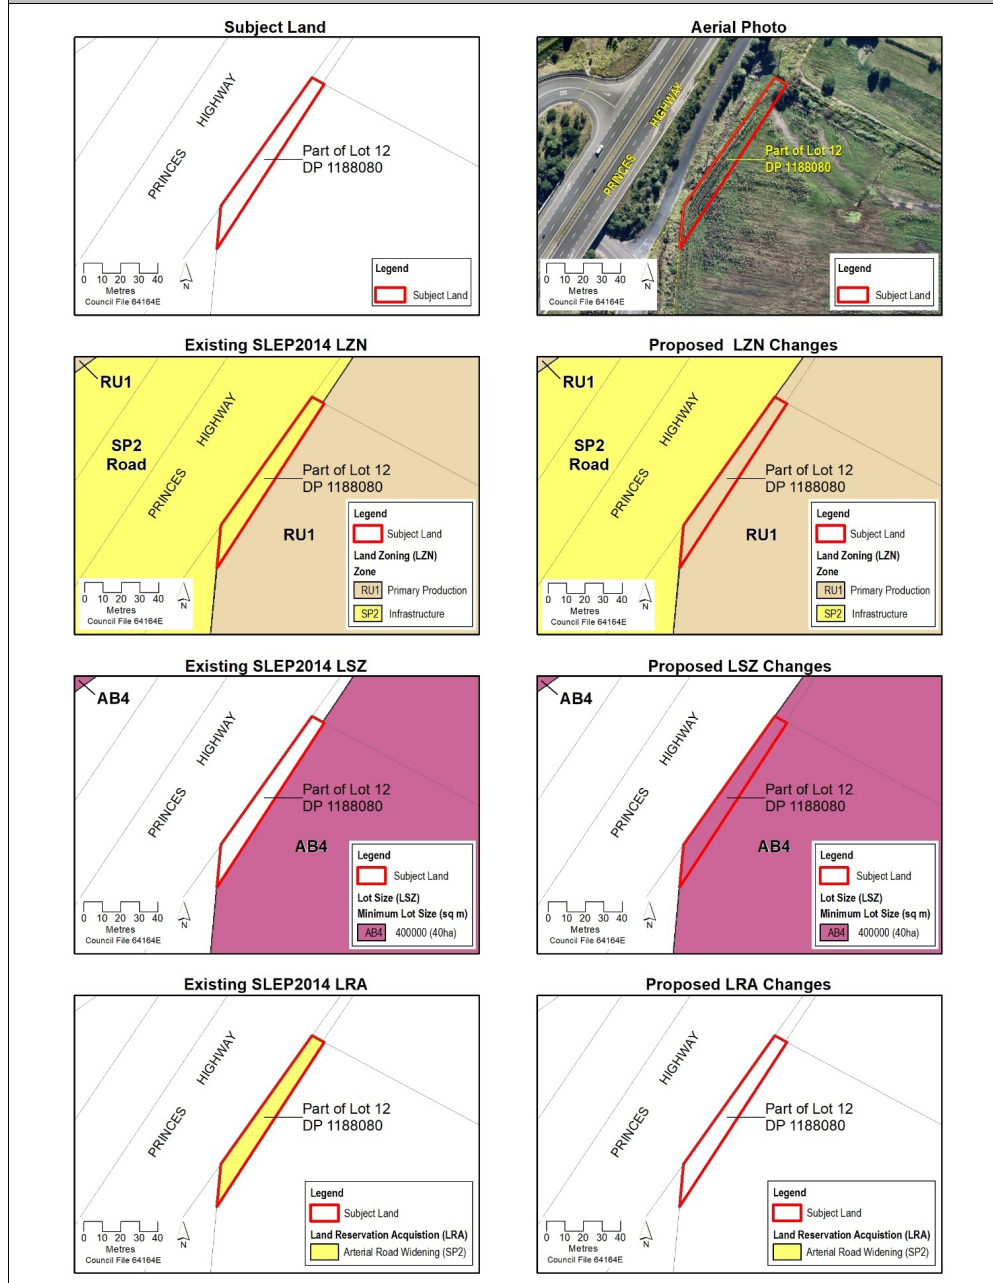 Subject Land
PRINCES HIGHWAY
Part of Lot 12
DP 1188080
0 10 20 30 40
Metres
Council File 64164E
N
Legend
Subject Land
Aerial Photo
PRINCES HIGHWAY
Part of Lot 12
DP 1188080
0 10 20 30 40
Metres
Council File 64164E
N
Legend
Subject Land
Existing SLEP2014 LZN
RU1
SP2
Road
PRINCES HIGHWAY
Part of Lot 12
DP 1188080
RU1
0 10 20 30 40
Metres
Council File 64164E
N
Legend
Subject Land
Land Zoning (LZN)
Zone
RU1 Primary Production
SP2 Infrastructure
Proposed LZN Changes
RU1
SP2
Road
PRINCES HIGHWAY
Part of Lot 12
DP 1188080
RU1
0 10 20 30 40
Metres
Council File 64164E
N
Legend
Subject Land
Land Zoning (LZN)
Zone
RU1 Primary Production
SP2 Infrastructure
Existing SLEP2014 LSZ
AB4
PRINCES HIGHWAY
Part of Lot 12
DP 1188080
AB4
0 10 20 30 40
Metres
Council File 64164E
N
Legend
Subject Land
Lot Size (LSZ)
Minimum Lot Size (sq m)
AB4 400000 (40ha)
Proposed LSZ Changes
AB4
PRINCES HIGHWAY
Part of Lot 12
DP 1188080
AB4
0 10 20 30 40
Metres
Council File 64164E
N
Legend
Subject Land
Lot Size (LSZ)
Minimum Lot Size (sq m)
AB4 400000 (40ha)
Existing SLEP2014 LRA
PRINCES HIGHWAY
Part of Lot 12
DP 1188080
0 10 20 30 40
Metres
Council File 64164E
N
Legend
Subject Land
Land Reservation Acquistion (LRA)
Arterial Road Widening (SP2)
Proposed LRA Changes
PRINCES HIGHWAY
Part of Lot 12
DP 1188080
0 10 20 30 40
Metres
Council File 64164E
N
Legend
Subject Land
Land Reservation Acquistion (LRA)
Arterial Road Widening (SP2)